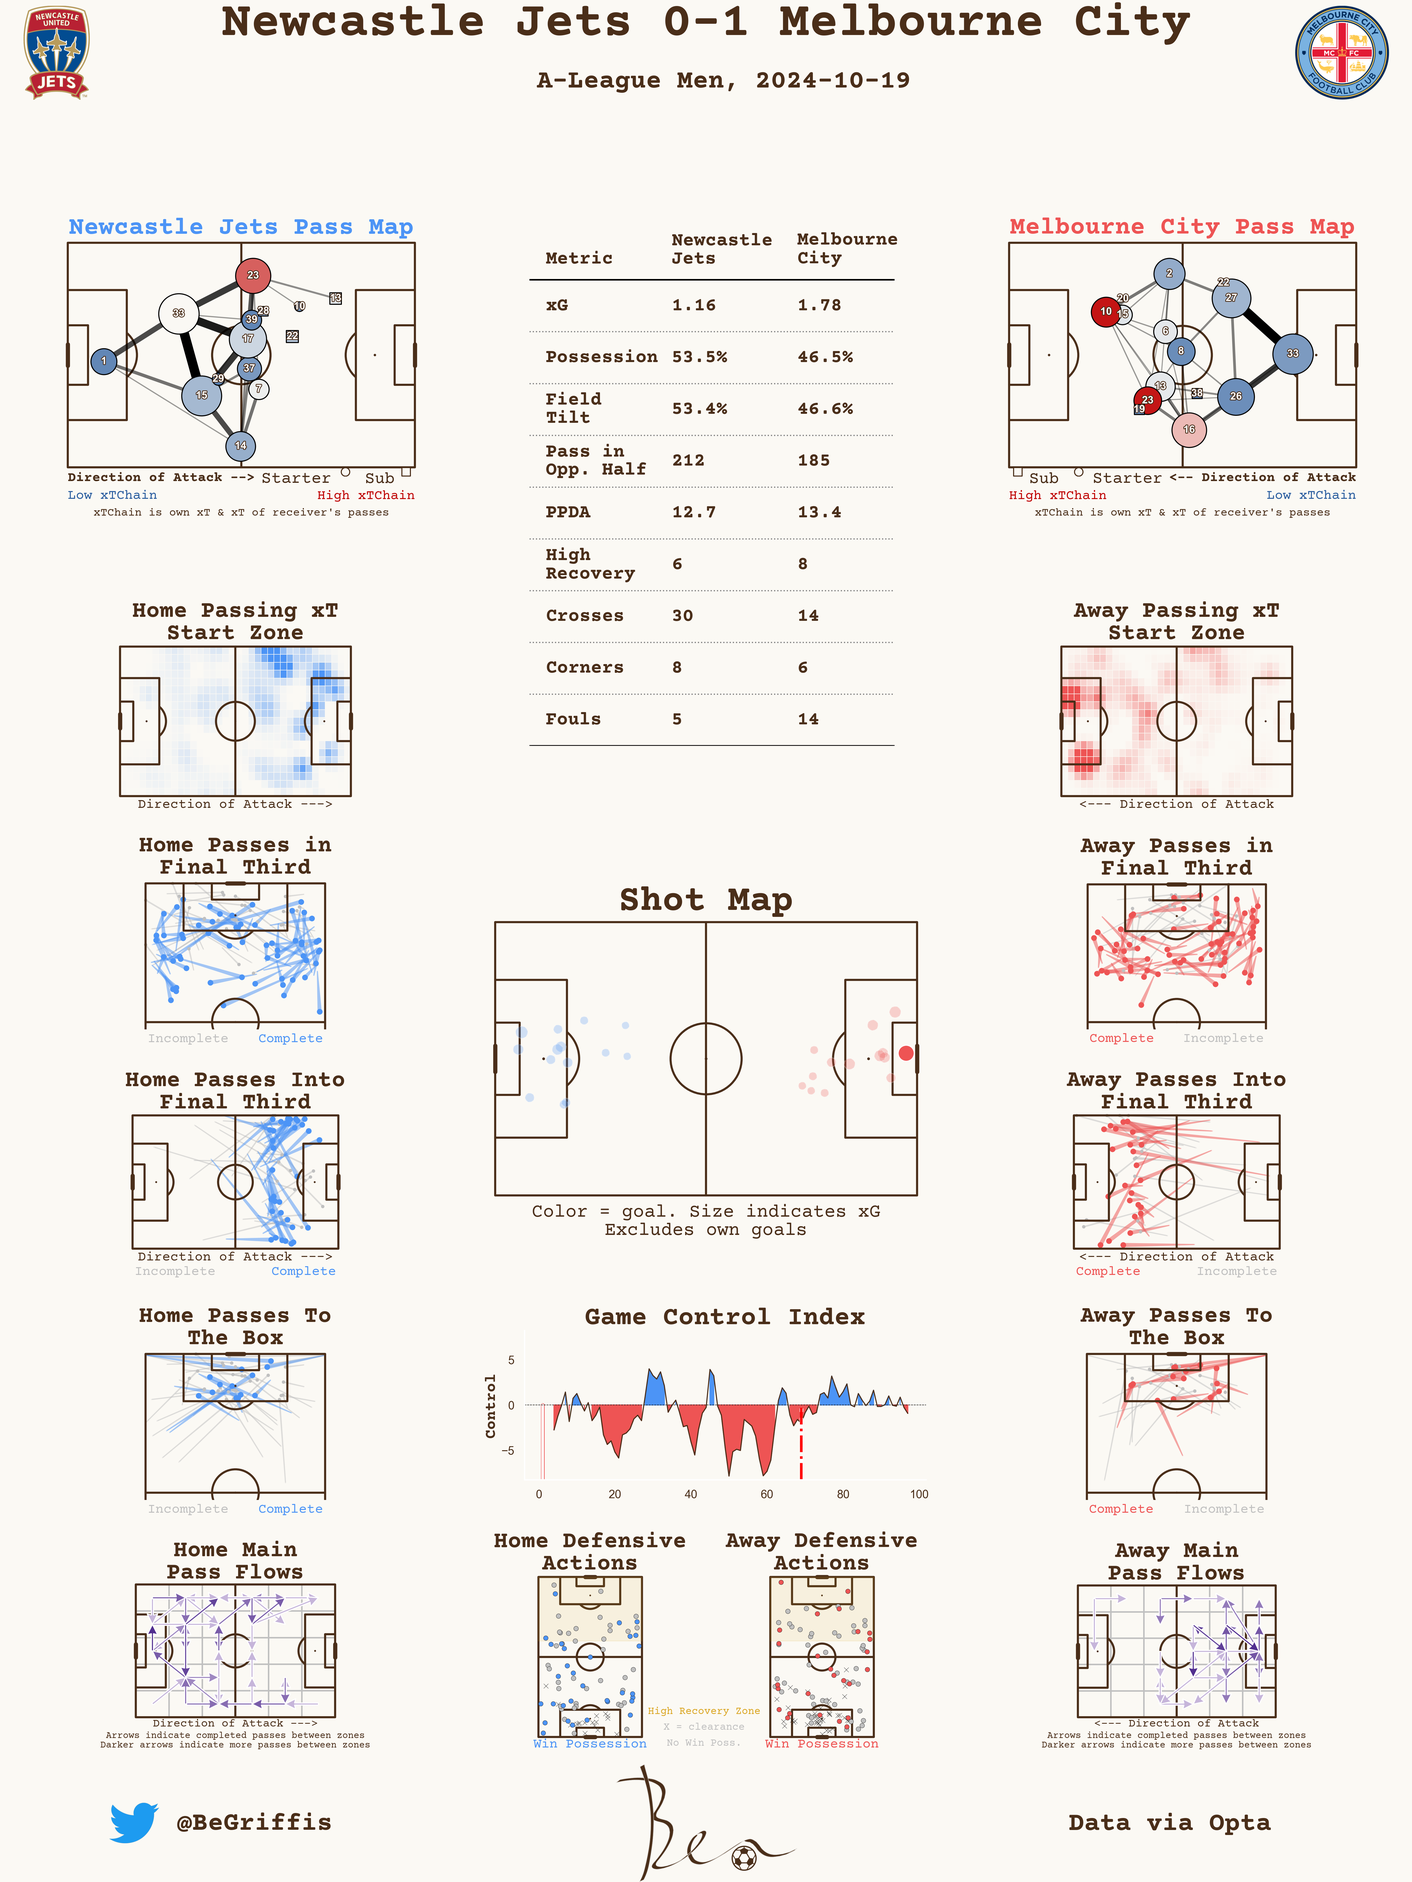 Newcastle Jets 0-1 Melbourne City
A-League Men, 2024-10-19
NEWCASTLE
UNITED
JETS
MELBOURNE CITY
MC FC
FOOTBALL CLUB
Newcastle Jets Pass Map
23
13
10
33
28
39
17
22
1
37
29
7
15
14
Direction of Attack --> Starter Sub
Low xTChain High xTChain
xTChain is own xT & xT of receiver's passes
Metric Newcastle Jets Melbourne City
xG 1.16 1.78
Possession 53.5% 46.5%
Field Tilt 53.4% 46.6%
Pass in Opp. Half 212 185
PPDA 12.7 13.4
High Recovery 6 8
Crosses 30 14
Corners 8 6
Fouls 5 14
Melbourne City Pass Map
2
22
27
20
10
15
6
8
33
13
38
26
23
19
16
Sub Starter <-- Direction of Attack
High xTChain Low xTChain
xTChain is own xT & xT of receiver's passes
Home Passing xT
Start Zone
Direction of Attack --->
Away Passing xT
Start Zone
<--- Direction of Attack
Home Passes in
Final Third
Incomplete Complete
Away Passes in
Final Third
Complete Incomplete
Shot Map
Color = goal. Size indicates xG
Excludes own goals
Home Passes Into
Final Third
Direction of Attack --->
Incomplete Complete
Away Passes Into
Final Third
<--- Direction of Attack
Complete Incomplete
Home Passes To
The Box
Incomplete Complete
Game Control Index
Control
5
0
−5
0 20 40 60 80 100
Away Passes To
The Box
Complete Incomplete
Home Main
Pass Flows
Direction of Attack --->
Arrows indicate completed passes between zones
Darker arrows indicate more passes between zones
Home Defensive
Actions
Win Possession
High Recovery Zone
X = clearance
No Win Poss.
Away Defensive
Actions
Win Possession
Away Main
Pass Flows
<--- Direction of Attack
Arrows indicate completed passes between zones
Darker arrows indicate more passes between zones
@BeGriffis
Ben
Data via Opta